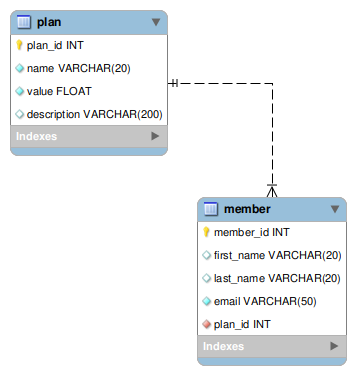 plan
plan_id INT
name VARCHAR(20)
value FLOAT
description VARCHAR(200)
Indexes
member
member_id INT
first_name VARCHAR(20)
last_name VARCHAR(20)
email VARCHAR(50)
plan_id INT
Indexes